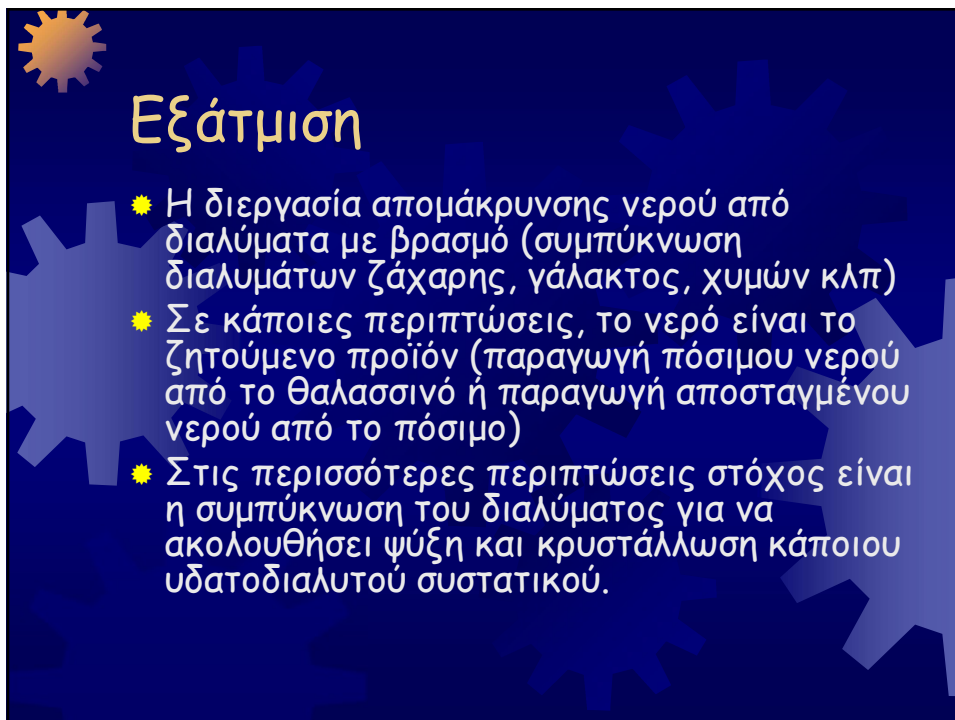 Εξάτμιση
Η διεργασία απομάκρυνσης νερού από
διαλύματα με βρασμό (συμπύκνωση
διαλυμάτων ζάχαρης, γάλακτος, χυμών κλπ)
Σε κάποιες περιπτώσεις, το νερό είναι το
ζητούμενο προϊόν (παραγωγή πόσιμου νερού
από το θαλασσινό ή παραγωγή αποσταγμένου
νερού από το πόσιμο)
Στις περισσότερες περιπτώσεις στόχος είναι
η συμπύκνωση του διαλύματος για να
ακολουθήσει ψύξη και κρυστάλλωση κάποιου
υδατοδιαλυτού συστατικού.